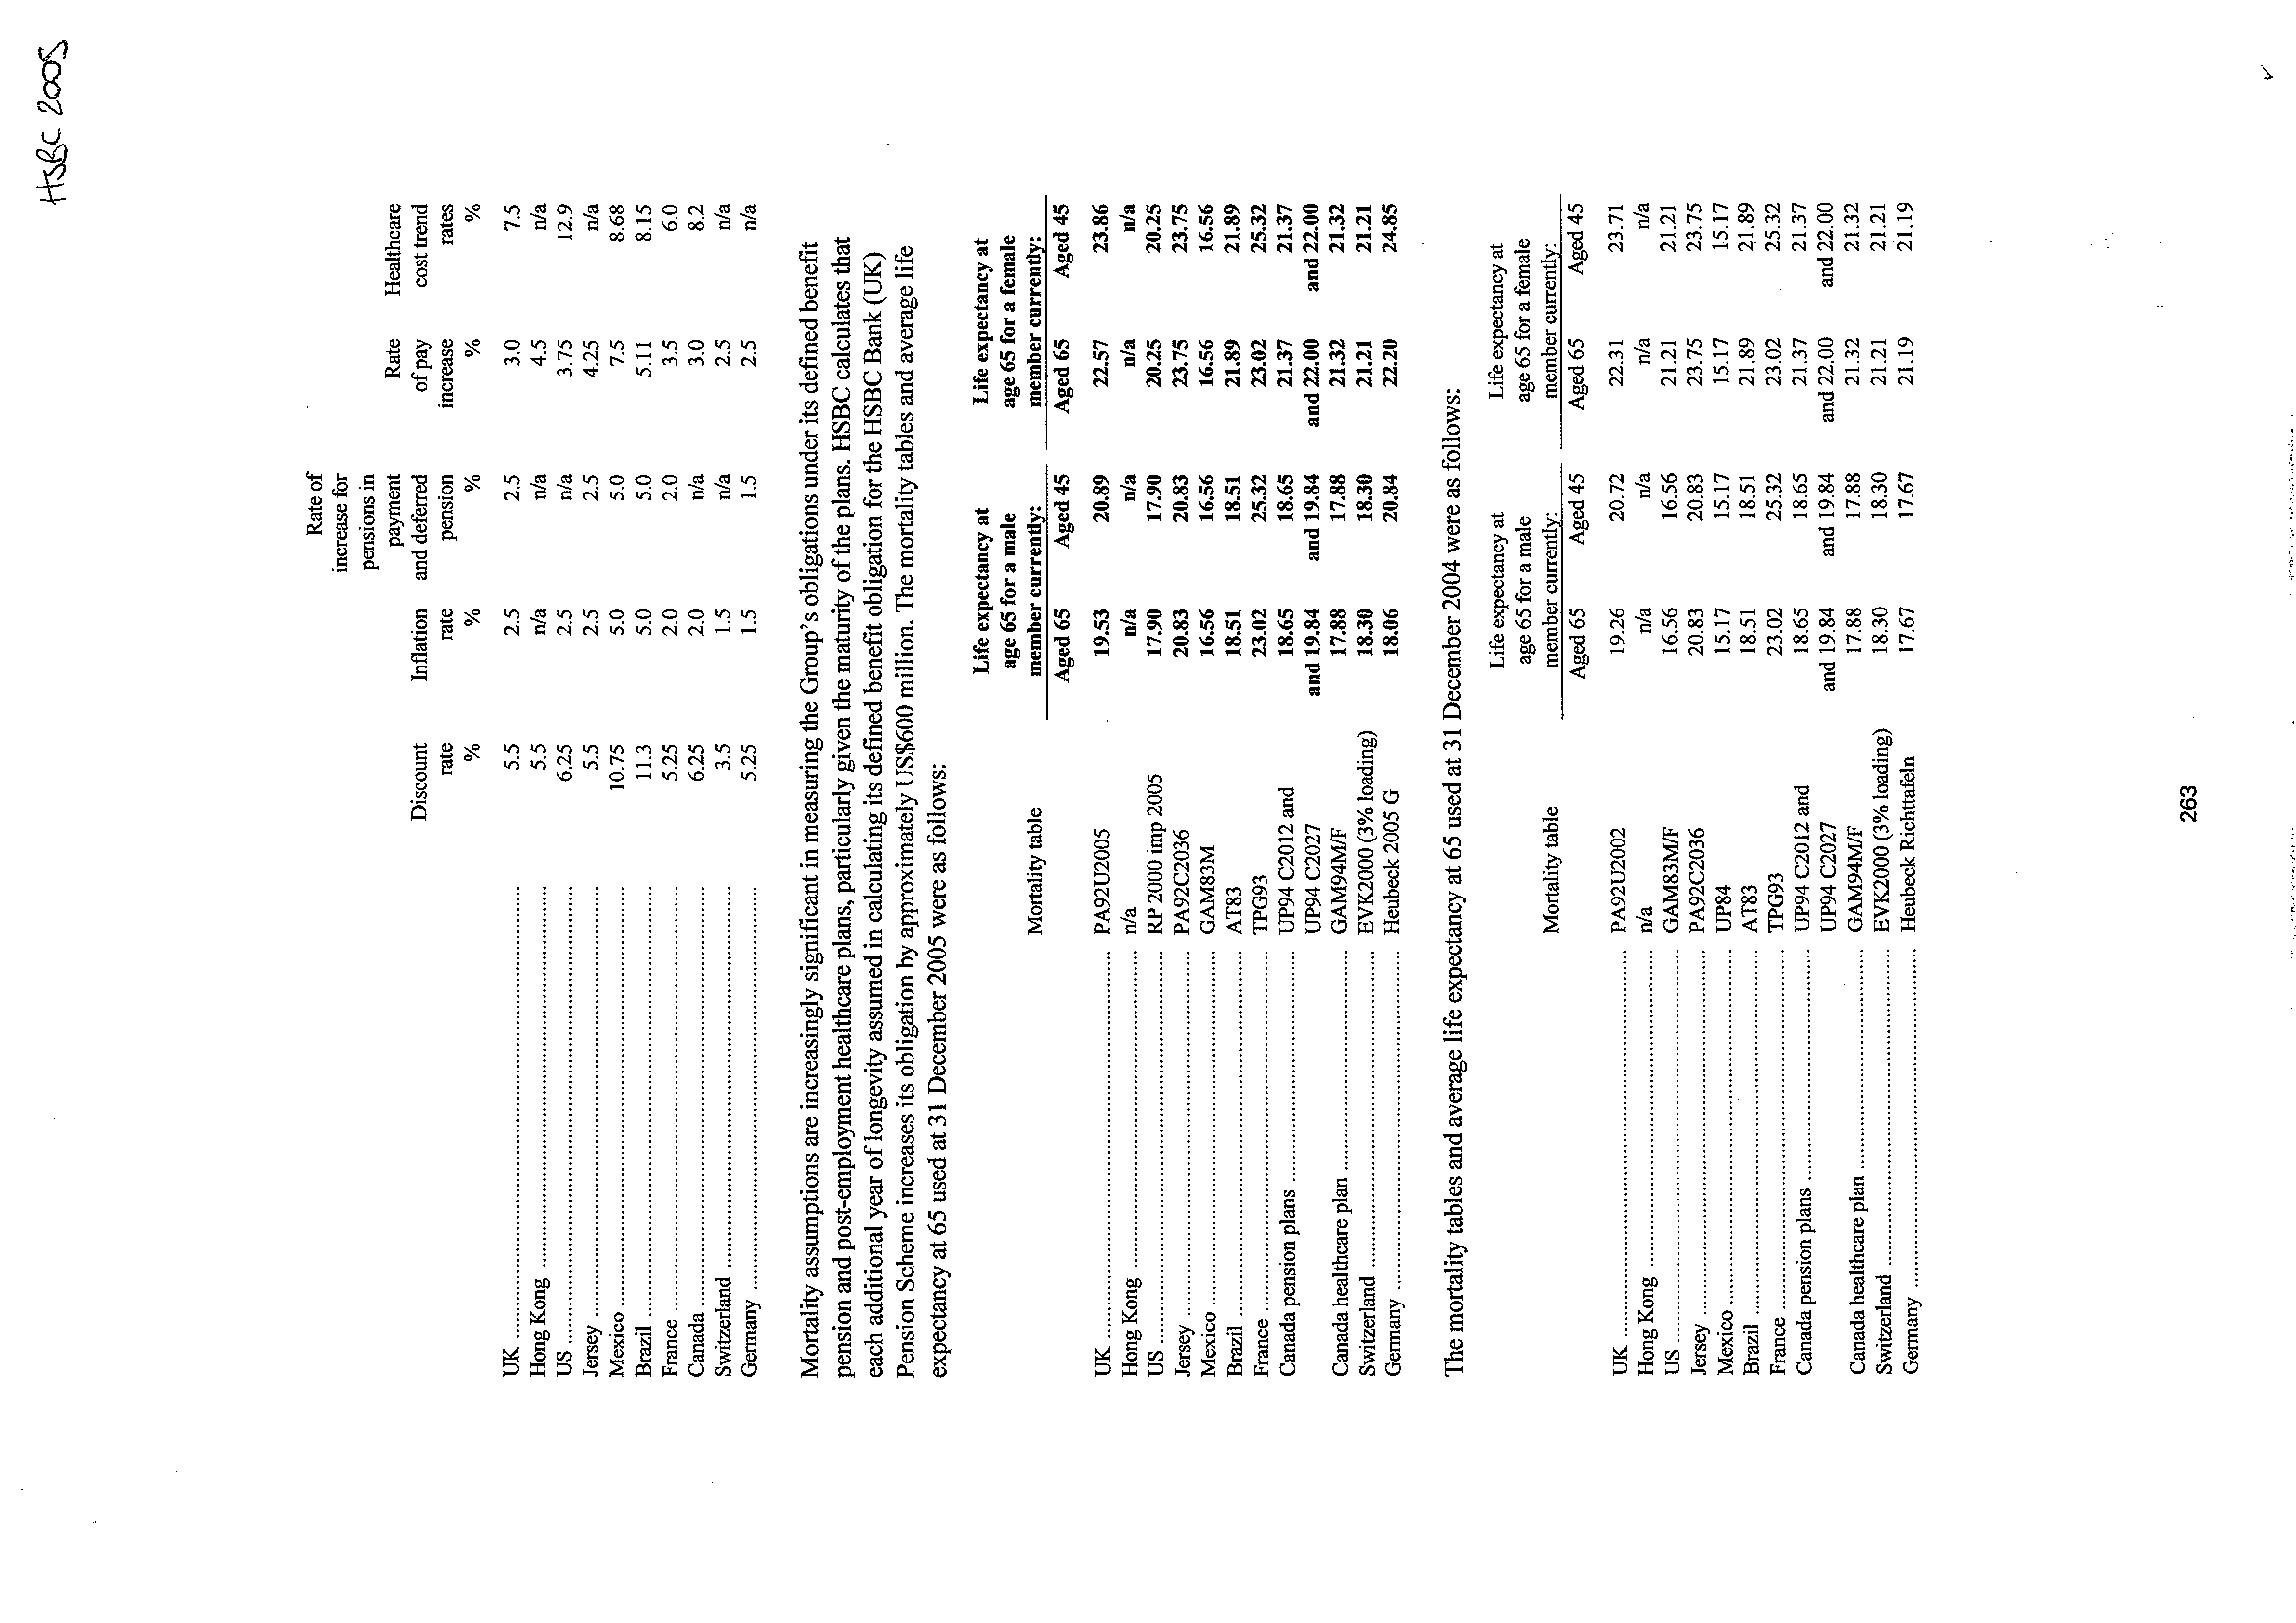 HSBC 2005
Rate of
increase for
pensions in
payment Rate Healthcare
Discount Inflation and deferred of pay cost trend
rate rate pension increase rates
% % % % %
UK ........ 5.5 2.5 2.5 3.0 7.5
Hong Kong ........ 5.5 n/a n/a 4.5 n/a
US ........ 6.25 2.5 n/a 3.75 12.9
Jersey ........ 5.5 2.5 2.5 4.25 n/a
Mexico ........ 10.75 5.0 5.0 7.5 8.68
Brazil ........ 11.3 5.0 5.0 5.11 8.15
France ........ 5.25 2.0 2.0 3.5 6.0
Canada ........ 6.25 2.0 n/a 3.0 8.2
Switzerland ........ 3.5 1.5 n/a 2.5 n/a
Germany ........ 5.25 1.5 1.5 2.5 n/a
Mortality assumptions are increasingly significant in measuring the Group's obligations under its defined benefit
pension and post-employment healthcare plans, particularly given the maturity of the plans. HSBC calculates that
each additional year of longevity assumed in calculating its defined benefit obligation for the HSBC Bank (UK)
Pension Scheme increases its obligation by approximately US$600 million. The mortality tables and average life
expectancy at 65 used at 31 December 2005 were as follows:
Life expectancy at Life expectancy at
age 65 for a male age 65 for a female
Mortality table member currently: member currently:
Aged 65 Aged 45 Aged 65 Aged 45
UK ........ PA92U2005 19.53 20.89 22.57 23.86
Hong Kong ........ n/a n/a n/a n/a n/a
US ........ RP 2000 imp 2005 17.90 17.90 20.25 20.25
Jersey ........ PA92C2036 20.83 20.83 23.75 23.75
Mexico ........ GAM83M 16.56 16.56 16.56 16.56
Brazil ........ AT83 18.51 18.51 21.89 21.89
France ........ TPG93 23.02 25.32 23.02 25.32
Canada pension plans ........ UP94 C2012 and 18.65 18.65 21.37 21.37
UP94 C2027 and 19.84 and 19.84 and 22.00 and 22.00
Canada healthcare plan ........ GAM94M/F 17.88 17.88 21.32 21.32
Switzerland ........ EVK2000 (3% loading) 18.30 18.30 21.21 21.21
Germany ........ Heubeck 2005 G 18.06 20.84 22.20 24.85
The mortality tables and average life expectancy at 65 used at 31 December 2004 were as follows:
Life expectancy at Life expectancy at
age 65 for a male age 65 for a female
Mortality table member currently: member currently:
Aged 65 Aged 45 Aged 65 Aged 45
UK ........ PA92U2002 19.26 20.72 22.31 23.71
Hong Kong ........ n/a n/a n/a n/a n/a
US ........ GAM83M/F 16.56 16.56 21.21 21.21
Jersey ........ PA92C2036 20.83 20.83 23.75 23.75
Mexico ........ UP84 15.17 15.17 15.17 15.17
Brazil ........ AT83 18.51 18.51 21.89 21.89
France ........ TPG93 23.02 25.32 23.02 25.32
Canada pension plans ........ UP94 C2012 and 18.65 18.65 21.37 21.37
UP94 C2027 and 19.84 and 19.84 and 22.00 and 22.00
Canada healthcare plan ........ GAM94M/F 17.88 17.88 21.32 21.32
Switzerland ........ EVK2000 (3% loading) 18.30 18.30 21.21 21.21
Germany ........ Heubeck Richttafeln 17.67 17.67 21.19 21.19
263